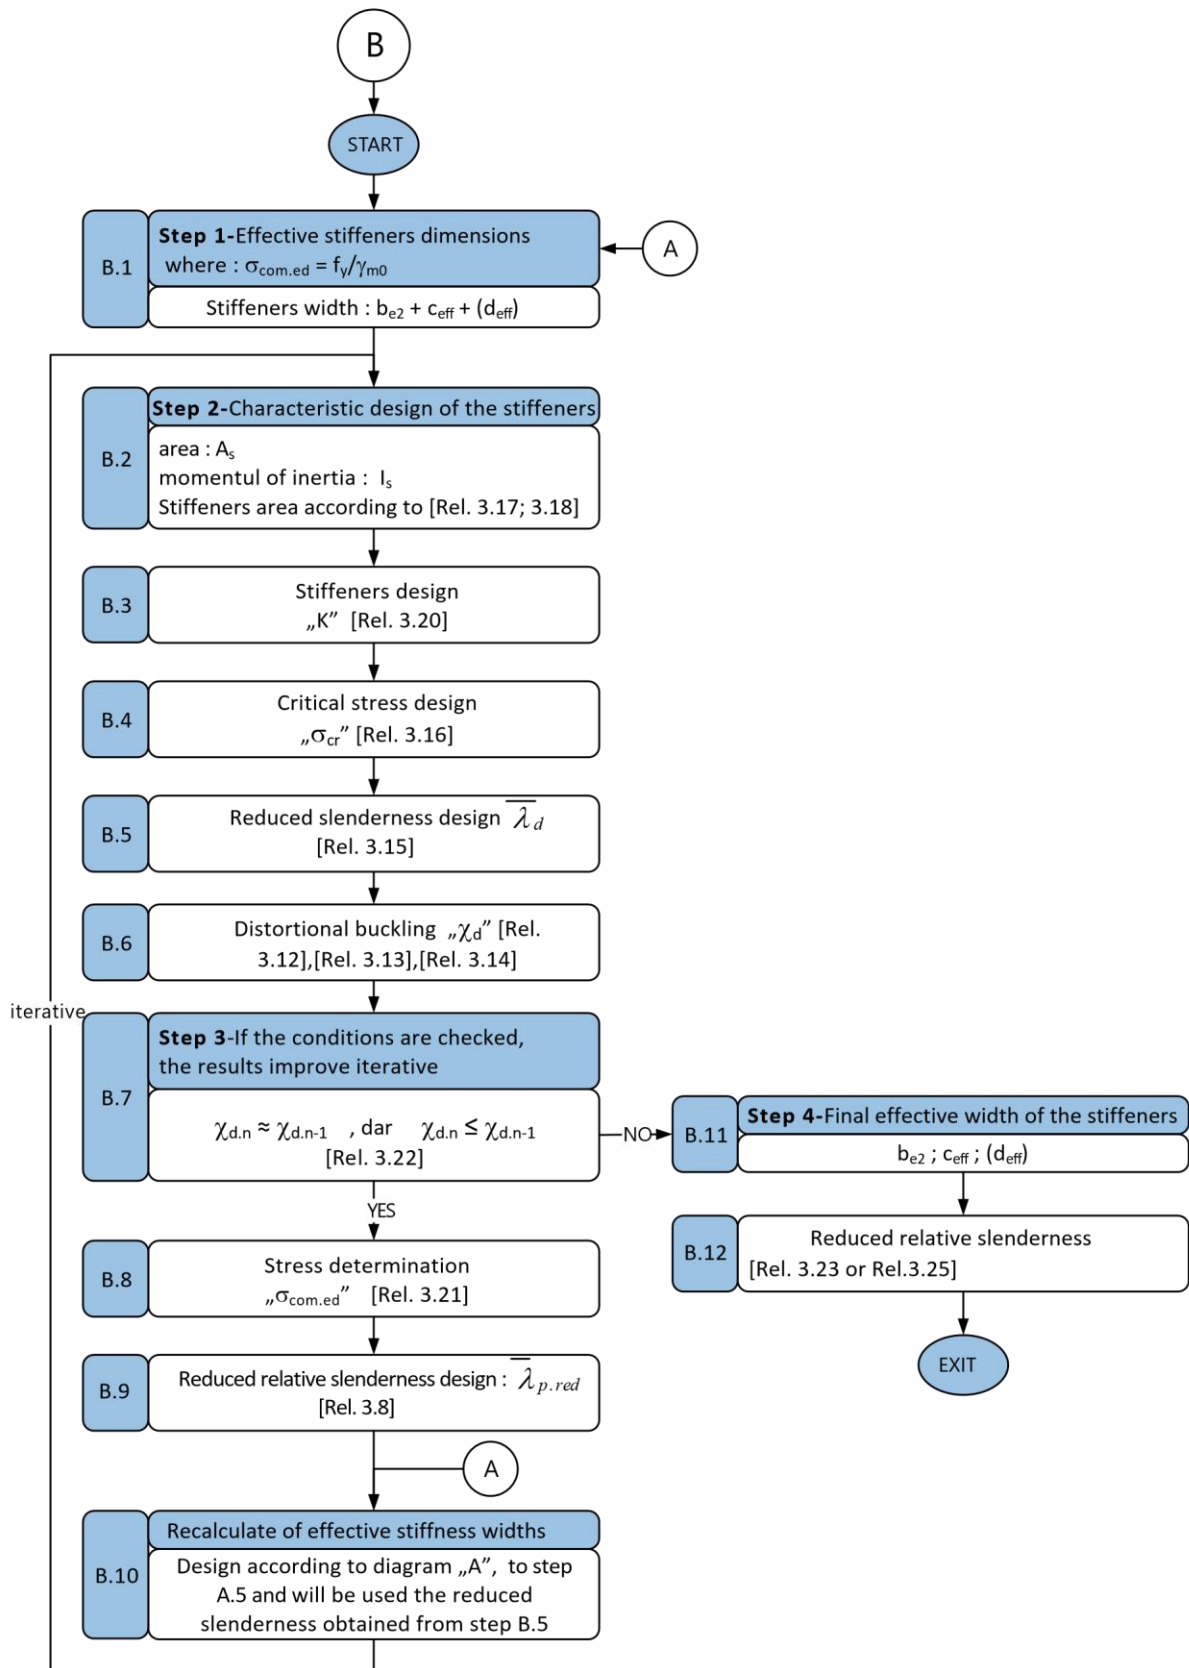 B
START
B.1
Step 1-Effective stiffeners dimensions
where : σcom.ed = fy/γm0
Stiffeners width : be2 + ceff + (deff)
A
B.2
Step 2-Characteristic design of the stiffeners
area : As
momentul of inertia : Is
Stiffeners area according to [Rel. 3.17; 3.18]
B.3
Stiffeners design
„K” [Rel. 3.20]
B.4
Critical stress design
„σcr” [Rel. 3.16]
B.5
Reduced slenderness design λ̅d
[Rel. 3.15]
B.6
Distortional buckling „χd” [Rel.
3.12],[Rel. 3.13],[Rel. 3.14]
iterative
B.7
Step 3-If the conditions are checked,
the results improve iterative
χd.n ≈ χd.n-1 , dar χd.n ≤ χd.n-1
[Rel. 3.22]
NO
YES
B.11
Step 4-Final effective width of the stiffeners
be2 ; ceff ; (deff)
B.12
Reduced relative slenderness
[Rel. 3.23 or Rel.3.25]
EXIT
B.8
Stress determination
„σcom.ed” [Rel. 3.21]
B.9
Reduced relative slenderness design : λ̅p.red
[Rel. 3.8]
A
B.10
Recalculate of effective stiffness widths
Design according to diagram „A”, to step
A.5 and will be used the reduced
slenderness obtained from step B.5